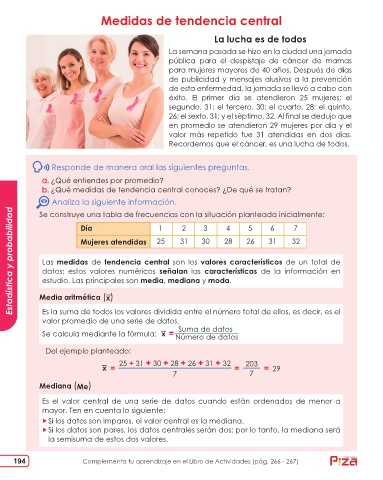 Medidas de tendencia central
La lucha es de todos
La semana pasada se hizo en la ciudad una jornada
pública para el despistaje de cáncer de mamas
para mujeres mayores de 40 años. Después de días
de publicidad y mensajes alusivos a la prevención
de esta enfermedad, la jornada se llevó a cabo con
éxito. El primer día se atendieron 25 mujeres; el
segundo, 31; el tercero, 30; el cuarto, 28; el quinto,
26; el sexto, 31; y el séptimo, 32. Al final se dedujo que
en promedio se atendieron 29 mujeres por día y el
valor más repetido fue 31 atendidas en dos días.
Recordemos que el cáncer, es una lucha de todos.
Responde de manera oral las siguientes preguntas.
a. ¿Qué entiendes por promedio?
b. ¿Qué medidas de tendencia central conoces? ¿De qué se tratan?
Analiza la siguiente información.
Se construye una tabla de frecuencias con la situación planteada inicialmente:
Día 1 2 3 4 5 6 7
Mujeres atendidas 25 31 30 28 26 31 32
Las medidas de tendencia central son los valores característicos de un total de
datos; estos valores numéricos señalan las características de la información en
estudio. Las principales son media, mediana y moda.
Media aritmética (x̄)
Es la suma de todos los valores dividida entre el número total de ellos, es decir, es el
valor promedio de una serie de datos.
Se calcula mediante la fórmula: x̄ = Suma de datos / Número de datos
Del ejemplo planteado:
x̄ = 25 + 31 + 30 + 28 + 26 + 31 + 32 / 7 = 203 / 7 = 29
Mediana (Me)
Es el valor central de una serie de datos cuando están ordenados de menor a
mayor. Ten en cuenta lo siguiente:
▶ Si los datos son impares, el valor central es la mediana.
▶ Si los datos son pares, los datos centrales serán dos; por lo tanto, la mediana será
la semisuma de estos dos valores.
Estadística y probabilidad
194
Complementa tu aprendizaje en el Libro de Actividades (pág. 266 - 267)